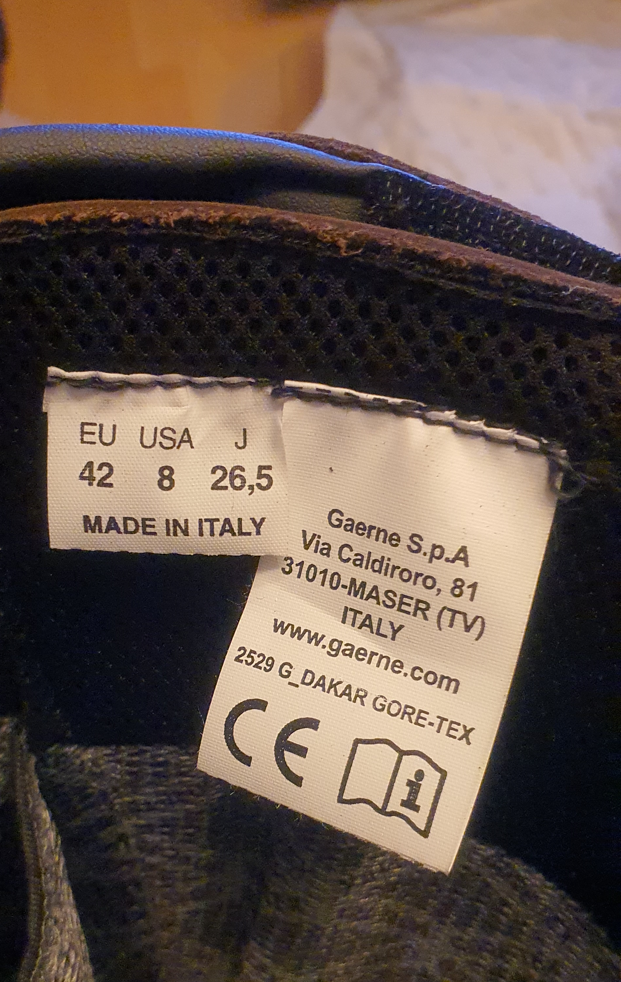 EU USA J
42 8 26,5
MADE IN ITALY
Gaerne S.p.A
Via Caldiroro, 81
31010-MASER (TV)
ITALY
www.gaerne.com
2529 G_DAKAR GORE-TEX
CE